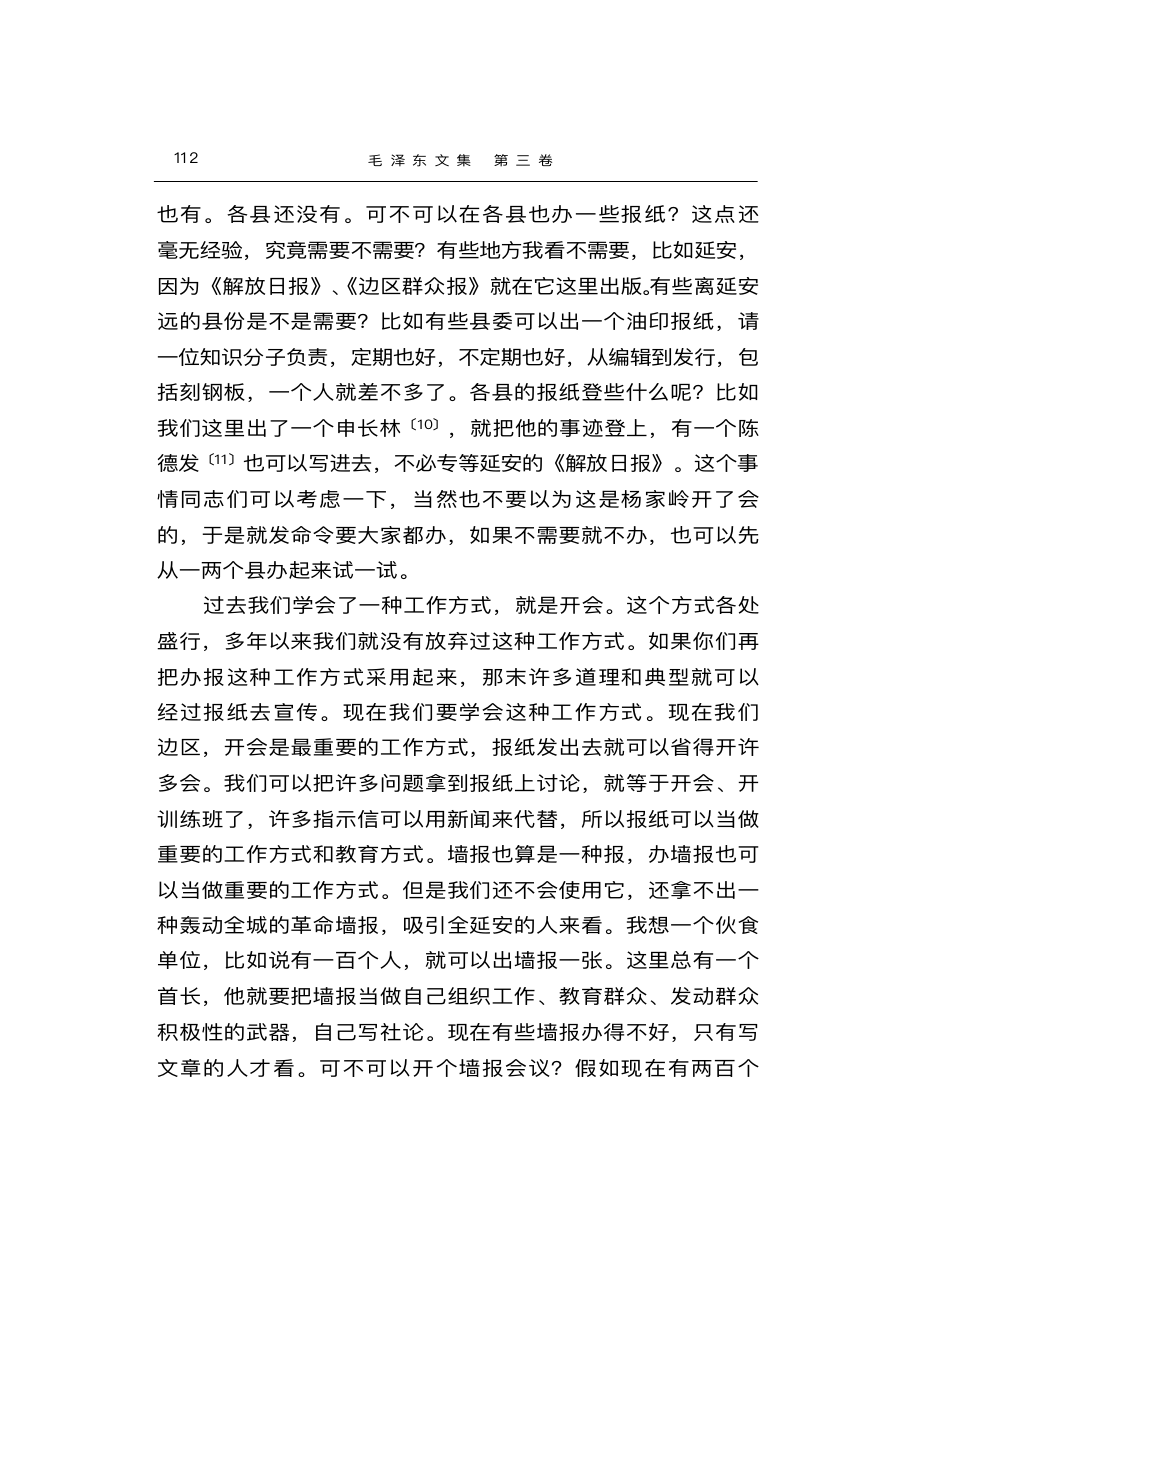 112
毛泽东文集 第三卷
也有。各县还没有。可不可以在各县也办一些报纸？这点还
毫无经验，究竟需要不需要？有些地方我看不需要，比如延安，
因为《解放日报》、《边区群众报》就在它这里出版。有些离延安
远的县份是不是需要？比如有些县委可以出一个油印报纸，请
一位知识分子负责，定期也好，不定期也好，从编辑到发行，包
括刻钢板，一个人就差不多了。各县的报纸登些什么呢？比如
我们这里出了一个申长林〔10〕，就把他的事迹登上，有一个陈
德发〔11〕也可以写进去，不必专等延安的《解放日报》。这个事
情同志们可以考虑一下，当然也不要以为这是杨家岭开了会
的，于是就发命令要大家都办，如果不需要就不办，也可以先
从一两个县办起来试一试。
过去我们学会了一种工作方式，就是开会。这个方式各处
盛行，多年以来我们就没有放弃过这种工作方式。如果你们再
把办报这种工作方式采用起来，那末许多道理和典型就可以
经过报纸去宣传。现在我们要学会这种工作方式。现在我们
边区，开会是最重要的工作方式，报纸发出去就可以省得开许
多会。我们可以把许多问题拿到报纸上讨论，就等于开会、开
训练班了，许多指示信可以用新闻来代替，所以报纸可以当做
重要的工作方式和教育方式。墙报也算是一种报，办墙报也可
以当做重要的工作方式。但是我们还不会使用它，还拿不出一
种轰动全城的革命墙报，吸引全延安的人来看。我想一个伙食
单位，比如说有一百个人，就可以出墙报一张。这里总有一个
首长，他就要把墙报当做自己组织工作、教育群众、发动群众
积极性的武器，自己写社论。现在有些墙报办得不好，只有写
文章的人才看。可不可以开个墙报会议？假如现在有两百个